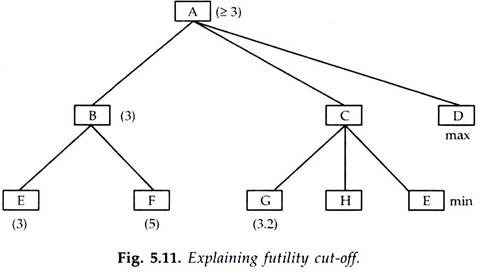 A (≥ 3)
B (3) C D
max
E F G H E min
(3) (5) (3.2)
Fig. 5.11. Explaining futility cut-off.